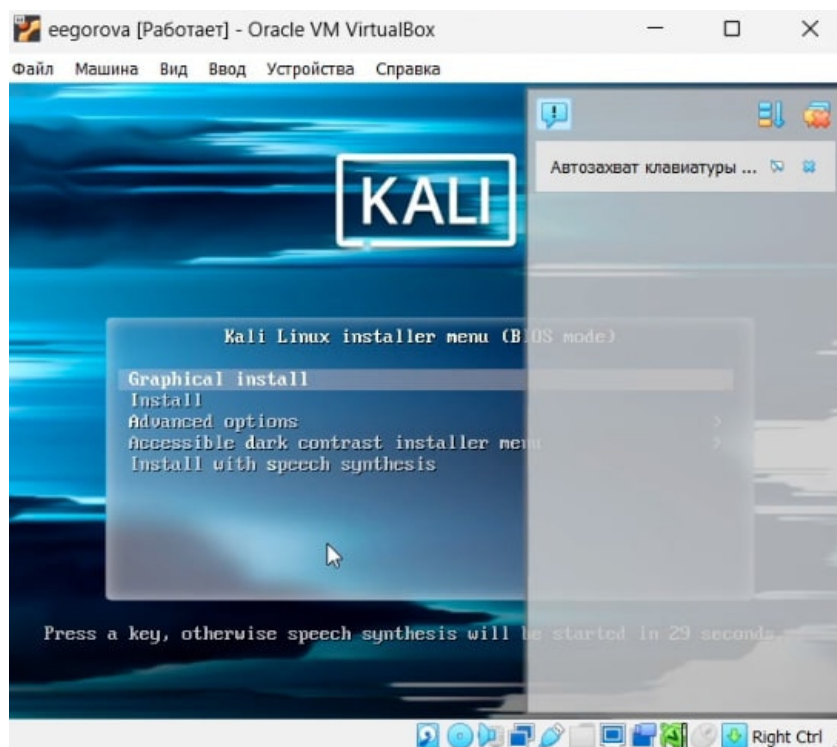 eegorova [Работает] - Oracle VM VirtualBox
Файл Машина Вид Ввод Устройства Справка
Автозахват клавиатуры ...
KALI
Kali Linux installer menu (BIOS mode)
Graphical install
Install
Advanced options >
Accessible dark contrast installer menu >
Install with speech synthesis
Press a key, otherwise speech synthesis will be started in 29 seconds.
Right Ctrl